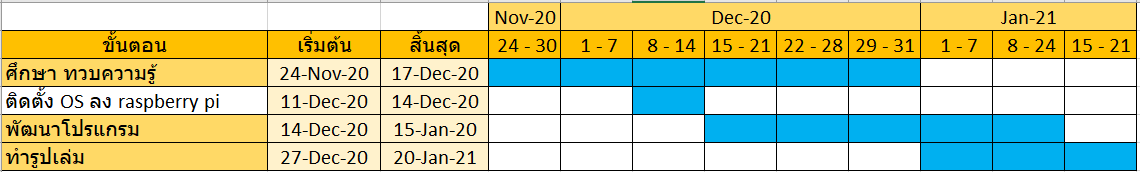 Nov-20 Dec-20 Jan-21
ขั้นตอน เริ่มต้น สิ้นสุด 24 - 30 1 - 7 8 - 14 15 - 21 22 - 28 29 - 31 1 - 7 8 - 24 15 - 21
ศึกษา ทวบความรู้ 24-Nov-20 17-Dec-20
ติดตั้ง OS ลง raspberry pi 11-Dec-20 14-Dec-20
พัฒนาโปรแกรม 14-Dec-20 15-Jan-20
ทำรูปเล่ม 27-Dec-20 20-Jan-21